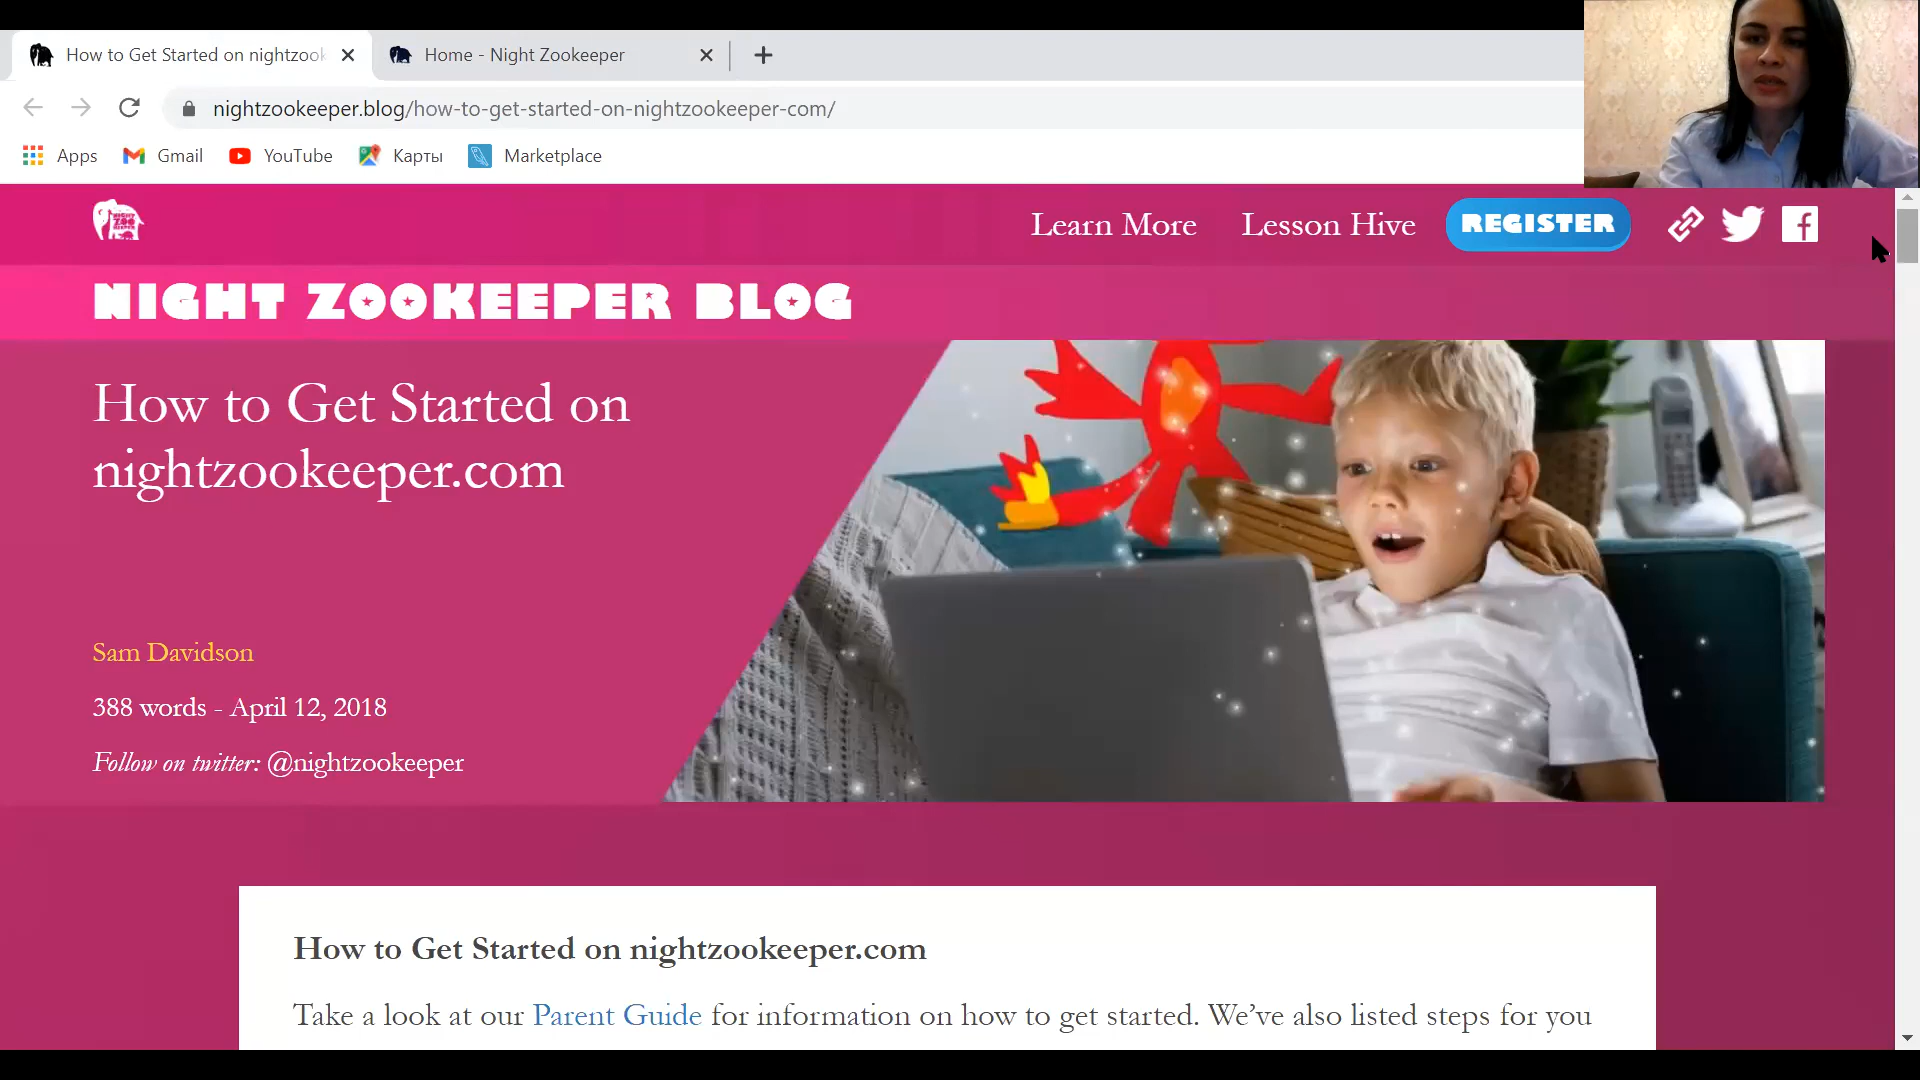 How to Get Started on nightzook
Home - Night Zookeeper
nightzookeeper.blog/how-to-get-started-on-nightzookeeper-com/
Apps
Gmail
YouTube
Карты
Marketplace
NIGHT ZOO KEEPER
Learn More
Lesson Hive
REGISTER
NIGHT ZOOKEEPER BLOG
How to Get Started on
nightzookeeper.com
Sam Davidson
388 words - April 12, 2018
Follow on twitter: @nightzookeeper
How to Get Started on nightzookeeper.com
Take a look at our Parent Guide for information on how to get started. We’ve also listed steps for you